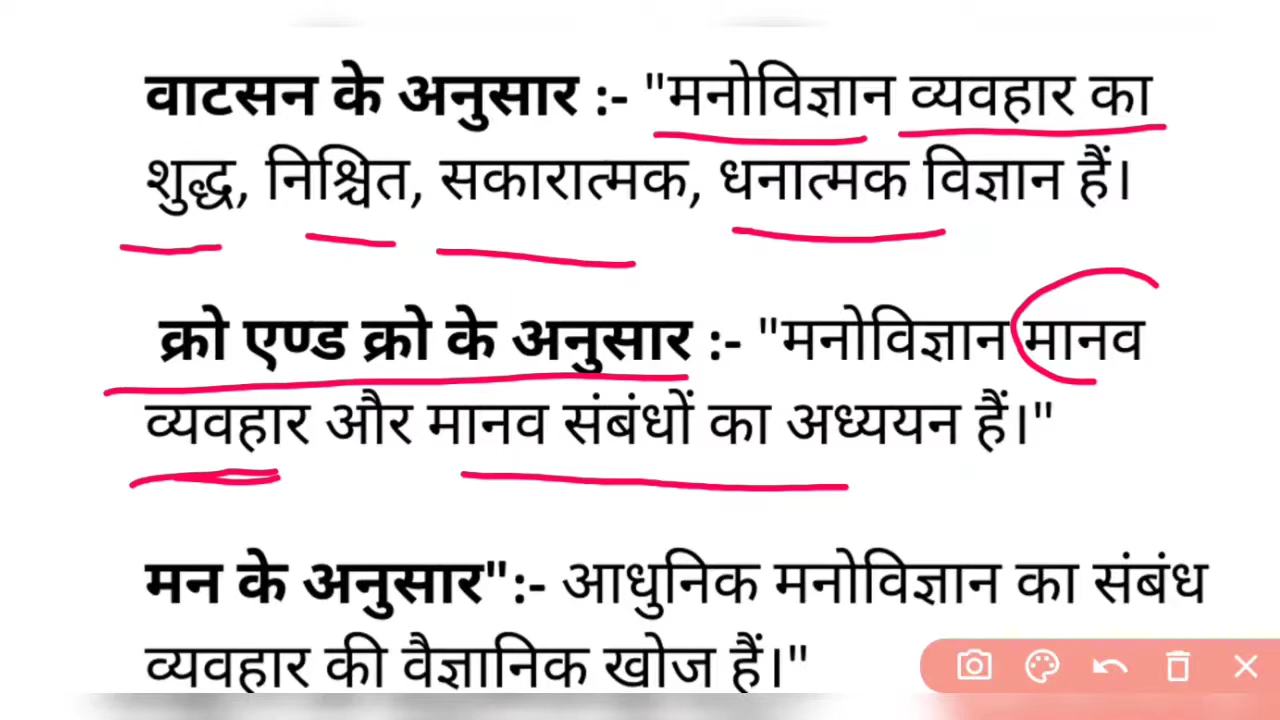 वाटसन के अनुसार :- "मनोविज्ञान व्यवहार का
शुद्ध, निश्चित, सकारात्मक, धनात्मक विज्ञान हैं।
क्रो एण्ड क्रो के अनुसार :- "मनोविज्ञान मानव
व्यवहार और मानव संबंधों का अध्ययन हैं।"
मन के अनुसार":- आधुनिक मनोविज्ञान का संबंध
व्यवहार की वैज्ञानिक खोज हैं।"